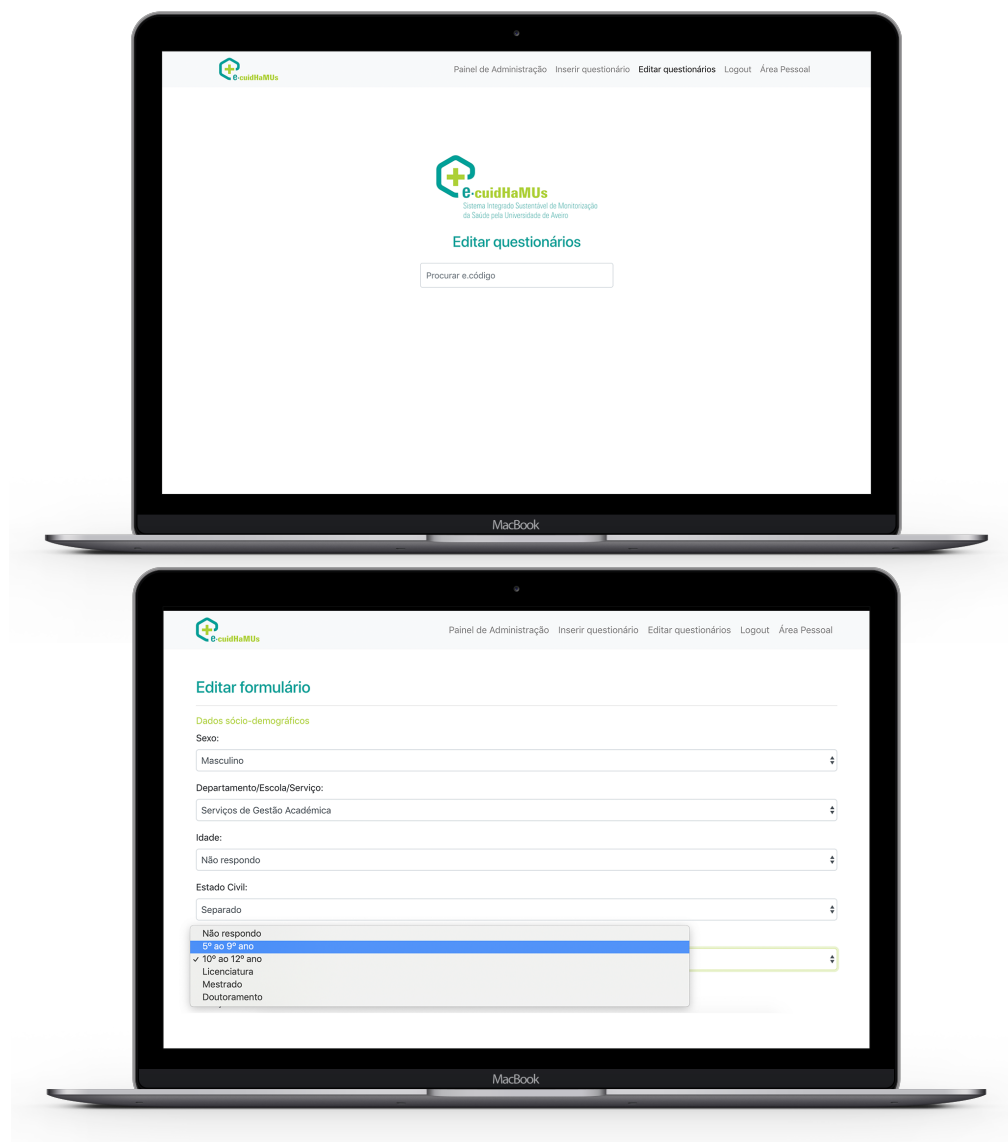 e·cuidHaMUs
Painel de Administração Inserir questionário Editar questionários Logout Área Pessoal
e·cuidHaMUs
Sistema Integrado Sustentável de Monitorização
da Saúde pela Universidade de Aveiro
Editar questionários
Procurar e.código
MacBook
e·cuidHaMUs
Painel de Administração Inserir questionário Editar questionários Logout Área Pessoal
Editar formulário
Dados sócio-demográficos
Sexo:
Masculino
Departamento/Escola/Serviço:
Serviços de Gestão Académica
Idade:
Não respondo
Estado Civil:
Separado
Não respondo
5º ao 9º ano
✓ 10º ao 12º ano
Licenciatura
Mestrado
Doutoramento
MacBook